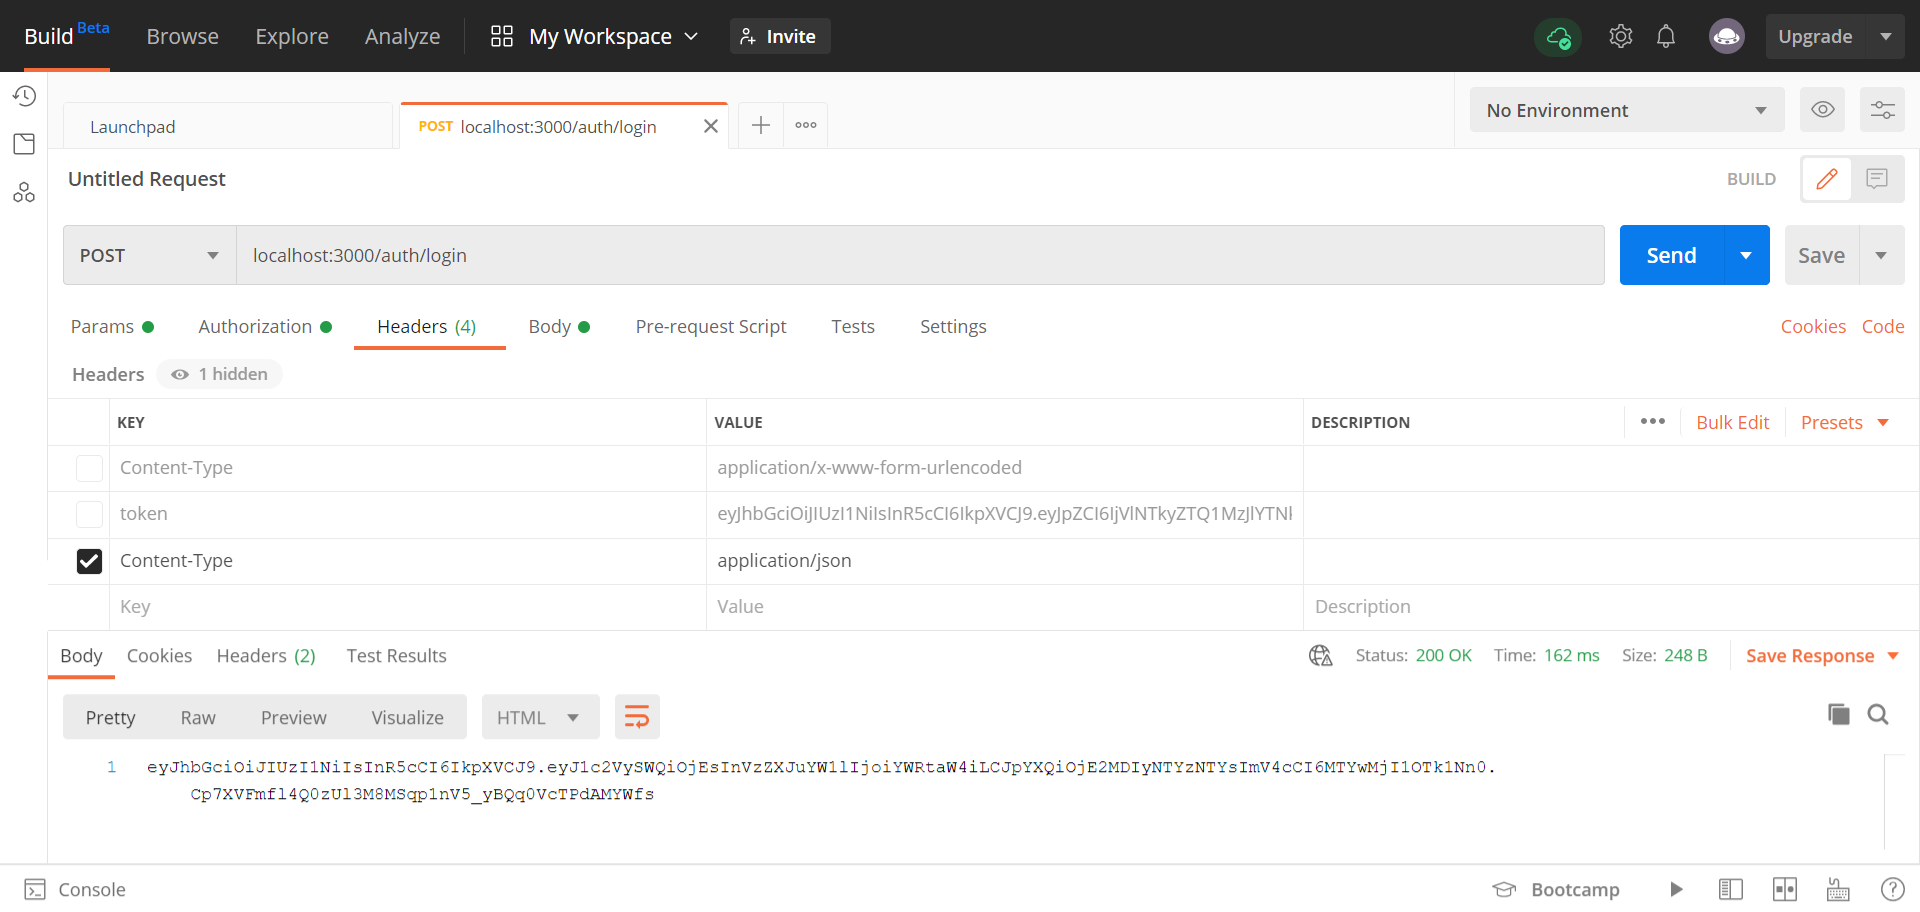 Build Beta Browse Explore Analyze My Workspace Invite Upgrade
Launchpad POST localhost:3000/auth/login No Environment
Untitled Request BUILD
POST localhost:3000/auth/login Send Save
Params Authorization Headers (4) Body Pre-request Script Tests Settings Cookies Code
Headers 1 hidden
KEY VALUE DESCRIPTION Bulk Edit Presets
Content-Type application/x-www-form-urlencoded
token eyJhbGciOiJIUzI1NiIsInR5cCI6IkpXVCJ9.eyJpZCI6IjVlNTkyZTQ1MzJlYTNk
Content-Type application/json
Key Value Description
Body Cookies Headers (2) Test Results Status: 200 OK Time: 162 ms Size: 248 B Save Response
Pretty Raw Preview Visualize HTML
1 eyJhbGciOiJIUzI1NiIsInR5cCI6IkpXVCJ9.eyJ1c2VySWQiOjEsInVzZXJuYW1lIjoiYWRtaW4iLCJpYXQiOjE2MDIyNTYzNTYsImV4cCI6MTYwMjI1OTk1Nn0.
Cp7XVFmfl4Q0zUl3M8MSqp1nV5_yBQq0VcTPdAMYWfs
Console Bootcamp